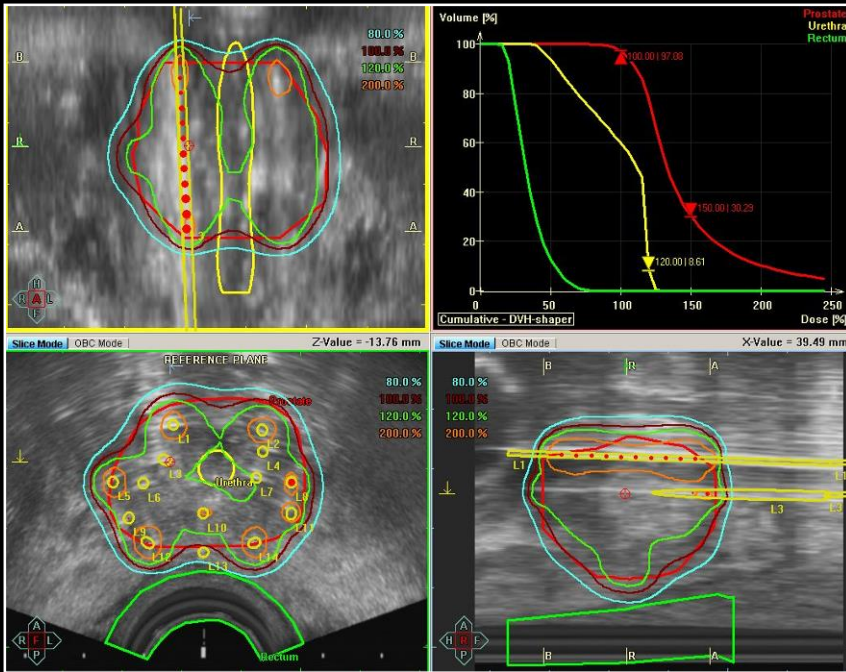 80.0 %
100.0 %
120.0 %
200.0 %
B
B
R
R
A
A
H
R A L
F
Volume [%]
Prostate
Urethra
Rectum
100
80
60
40
20
0
0
50
100
150
200
250
100.00 | 97.03
150.00 | 30.29
120.00 | 8.61
Cumulative - DVH-shaper
Dose [%]
Slice Mode
OBC Mode
Z-Value = -13.76 mm
REFERENCE PLANE
80.0 %
100.0 %
120.0 %
200.0 %
Prostate
L1
L2
L3
L4
Urethra
L5
L6
L7
L8
L9
L10
L11
L12
L13
L14
Rectum
A
R F L
P
Slice Mode
OBC Mode
X-Value = 39.49 mm
B
R
A
80.0 %
100.0 %
120.0 %
200.0 %
L1
L1
L3
L3
A
H R F
P
B
R
A